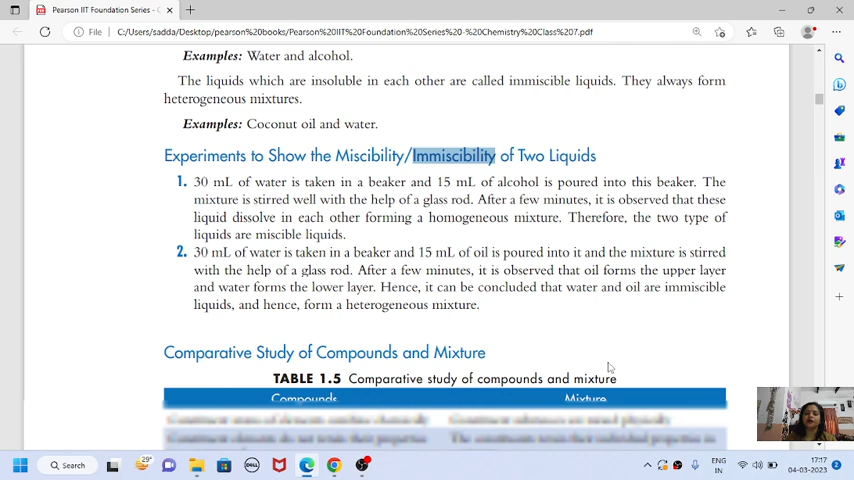 Pearson IIT Foundation Series - C
File
C:/Users/sadda/Desktop/pearson%20books/Pearson%20IIT%20Foundation%20Series%20-%20Chemistry%20Class%207.pdf
Examples: Water and alcohol.
The liquids which are insoluble in each other are called immiscible liquids. They always form
heterogeneous mixtures.
Examples: Coconut oil and water.
Experiments to Show the Miscibility/Immiscibility of Two Liquids
1. 30 mL of water is taken in a beaker and 15 mL of alcohol is poured into this beaker. The
mixture is stirred well with the help of a glass rod. After a few minutes, it is observed that these
liquid dissolve in each other forming a homogeneous mixture. Therefore, the two type of
liquids are miscible liquids.
2. 30 mL of water is taken in a beaker and 15 mL of oil is poured into it and the mixture is stirred
with the help of a glass rod. After a few minutes, it is observed that oil forms the upper layer
and water forms the lower layer. Hence, it can be concluded that water and oil are immiscible
liquids, and hence, form a heterogeneous mixture.
Comparative Study of Compounds and Mixture
TABLE 1.5 Comparative study of compounds and mixture
Compounds Mixture
29°
Search
DELL
ENG
IN
17:17
04-03-2023
2